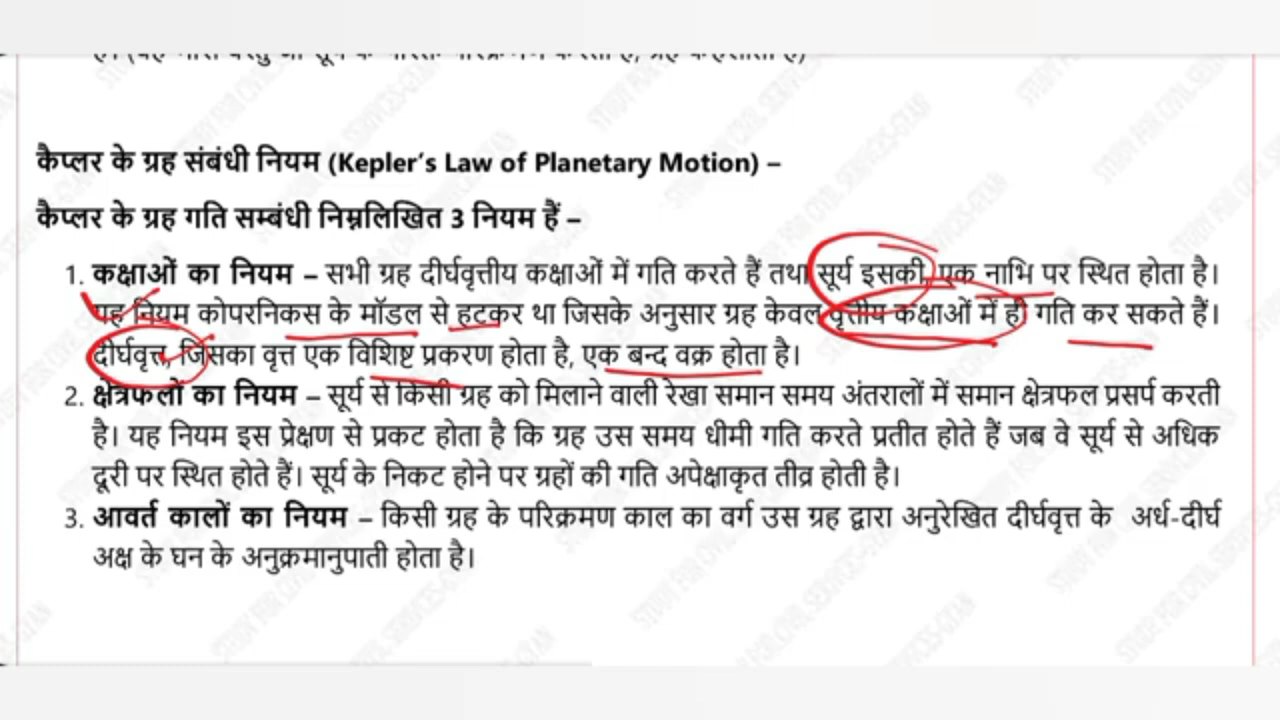 कैप्लर के ग्रह संबंधी नियम (Kepler's Law of Planetary Motion) –
कैप्लर के ग्रह गति सम्बंधी निम्नलिखित 3 नियम हैं –
1. कक्षाओं का नियम – सभी ग्रह दीर्घवृत्तीय कक्षाओं में गति करते हैं तथा सूर्य इसकी एक नाभि पर स्थित होता है।
यह नियम कोपरनिकस के मॉडल से हटकर था जिसके अनुसार ग्रह केवल वृत्तीय कक्षाओं में ही गति कर सकते हैं।
दीर्घवृत्त, जिसका वृत्त एक विशिष्ट प्रकरण होता है, एक बन्द वक्र होता है।
2. क्षेत्रफलों का नियम – सूर्य से किसी ग्रह को मिलाने वाली रेखा समान समय अंतरालों में समान क्षेत्रफल प्रसर्प करती
है। यह नियम इस प्रेक्षण से प्रकट होता है कि ग्रह उस समय धीमी गति करते प्रतीत होते हैं जब वे सूर्य से अधिक
दूरी पर स्थित होते हैं। सूर्य के निकट होने पर ग्रहों की गति अपेक्षाकृत तीव्र होती है।
3. आवर्त कालों का नियम – किसी ग्रह के परिक्रमण काल का वर्ग उस ग्रह द्वारा अनुरेखित दीर्घवृत्त के अर्ध-दीर्घ
अक्ष के घन के अनुक्रमानुपाती होता है।